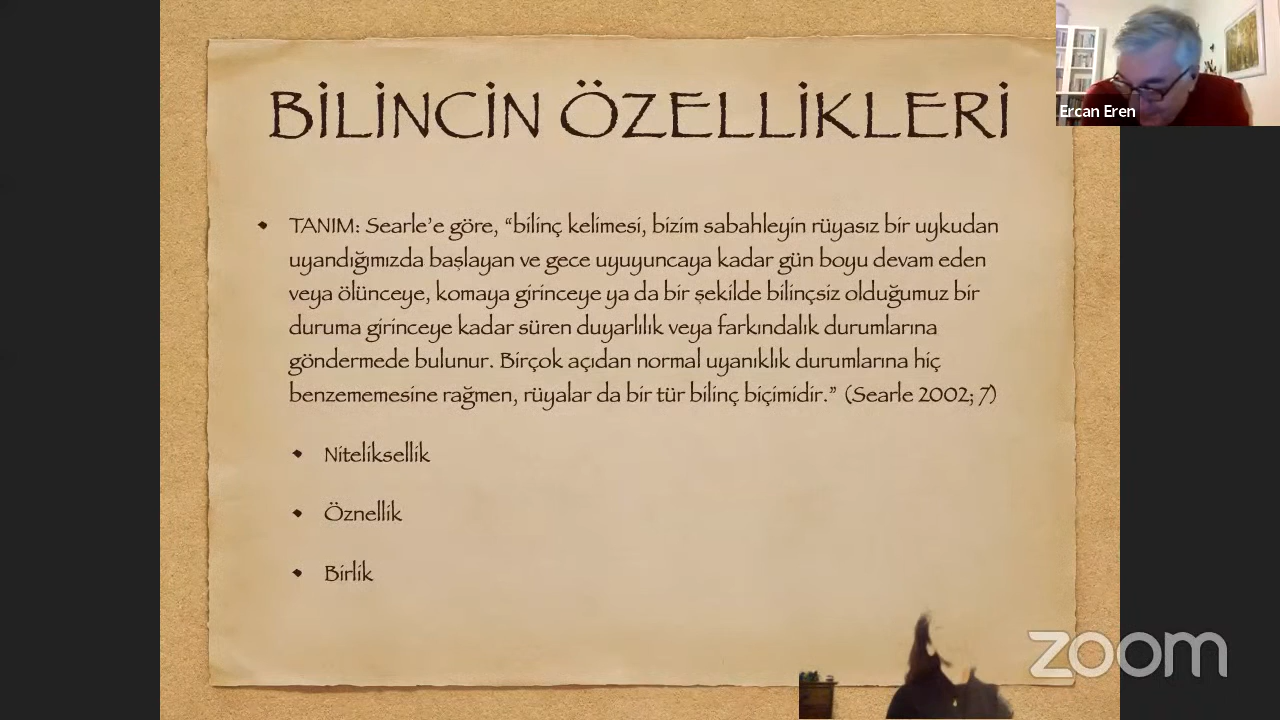 BİLİNCİN ÖZELLİKLERİ
Ercan Eren
• TANIM: Searle’e göre, “bilinç kelimesi, bizim sabahleyin rüyasız bir uykudan
uyandığımızda başlayan ve gece uyuyuncaya kadar gün boyu devam eden
veya ölünceye, komaya girinceye ya da bir şekilde bilinçsiz olduğumuz bir
duruma girinceye kadar süren duyarlılık veya farkındalık durumlarına
göndermede bulunur. Birçok açıdan normal uyanıklık durumlarına hiç
benzememesine rağmen, rüyalar da bir tür bilinç biçimidir.” (Searle 2002; 7)
• Niteliksellik
• Öznellik
• Birlik
zoom